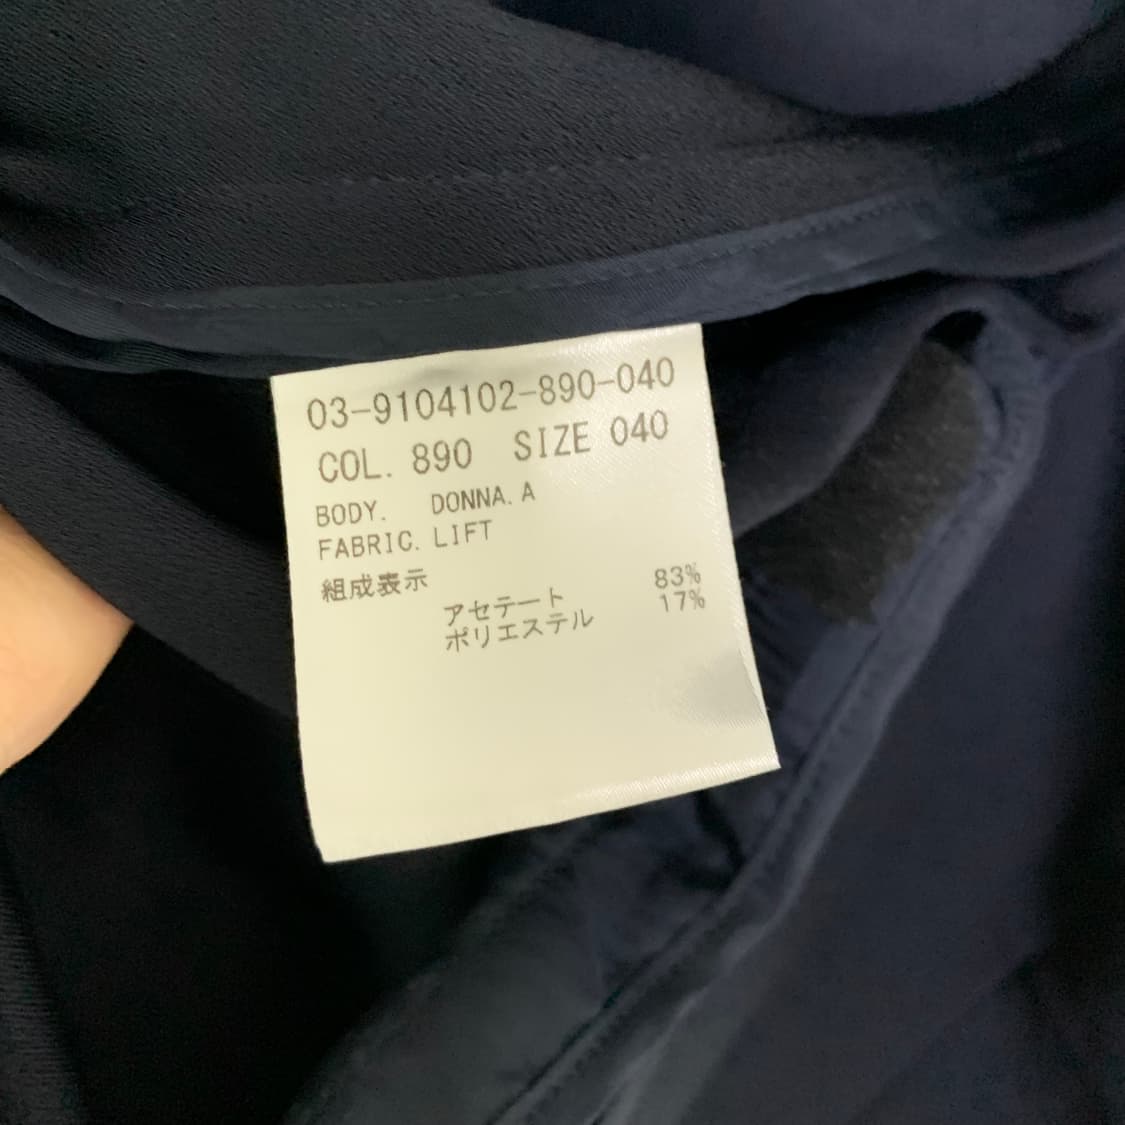 03-9104102-890-040
COL. 890 SIZE 040
BODY. DONNA. A
FABRIC. LIFT
組成表示
アセテート 83%
ポリエステル 17%